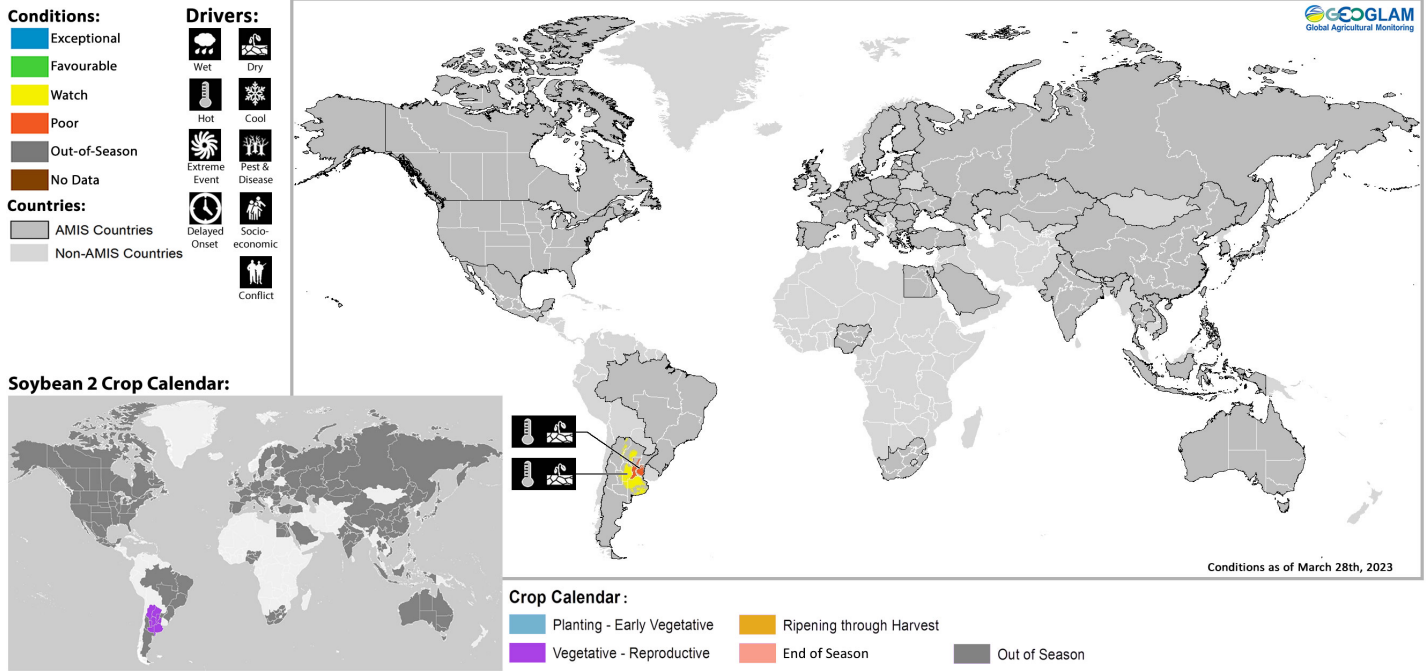 Conditions:
Exceptional
Favourable
Watch
Poor
Out-of-Season
No Data
Countries:
AMIS Countries
Non-AMIS Countries
Drivers:
Wet
Dry
Hot
Cool
Extreme
Event
Pest &
Disease
Delayed
Onset
Socio-
economic
Conflict
GEOGLAM
Global Agricultural Monitoring
Soybean 2 Crop Calendar:
Conditions as of March 28th, 2023
Crop Calendar :
Planting - Early Vegetative
Ripening through Harvest
Vegetative - Reproductive
End of Season
Out of Season